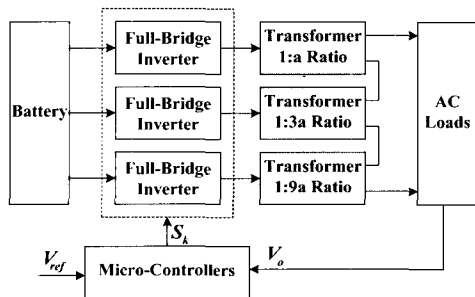 Battery
Full-Bridge
Inverter
Full-Bridge
Inverter
Full-Bridge
Inverter
Transformer
1:a Ratio
Transformer
1:3a Ratio
Transformer
1:9a Ratio
AC
Loads
S_k
V_ref
Micro-Controllers
V_o